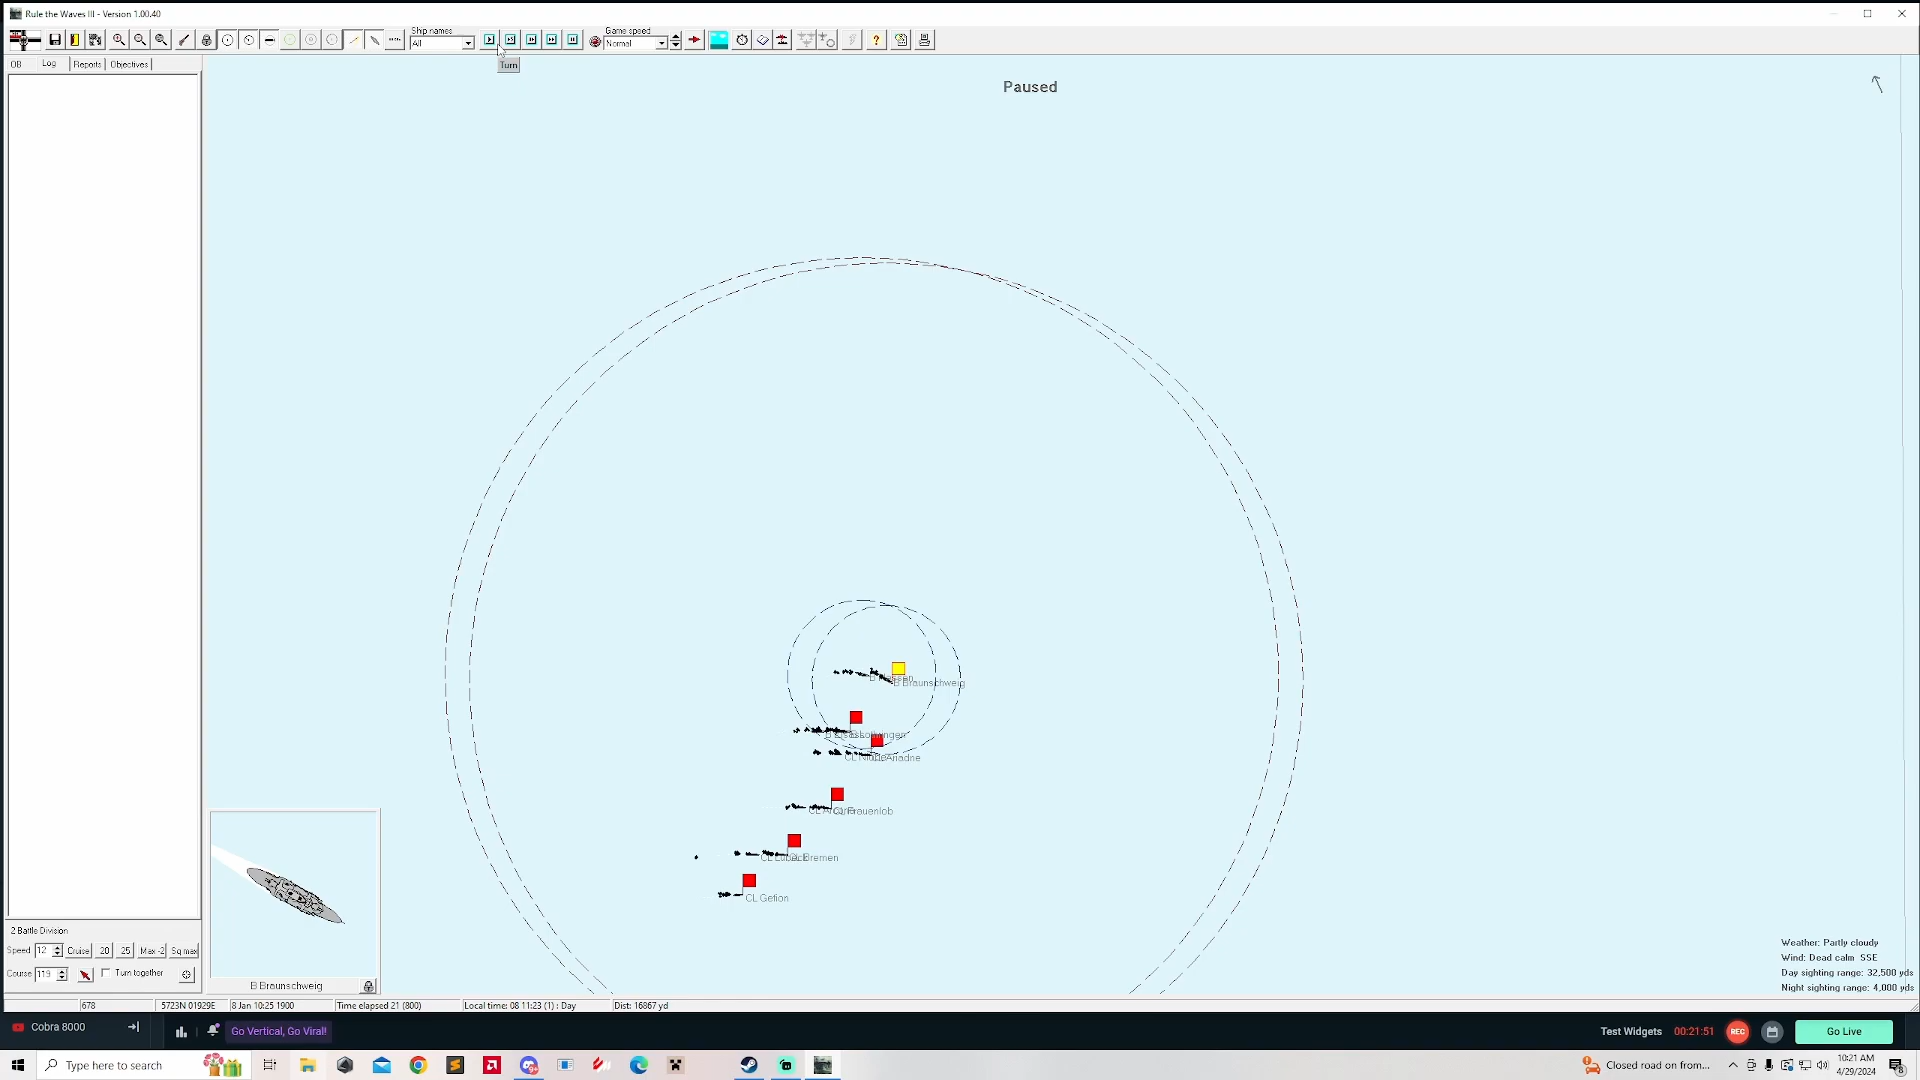 Rule the Waves III - Version 1.00.40
Ship names
All
Game speed
Normal
Turn
OB Log Reports Objectives
Paused
B Braunschweig
CL Ariadne
CL Frauenlob
CL Bremen
CL Gefion
Weather: Partly cloudy
Wind: Dead calm SSE
Day sighting range: 32,500 yds
Night sighting range: 4,000 yds
2 Battle Division
Speed 12 Cruise 20 25 Max -2 Sq max
Course 119 Turn together
B Braunschweig
678 5723N 01929E 8 Jan 10:25 1900 Time elapsed 21 (800) Local time: 08 11:23 (1) : Day Dist: 16867 yd
Cobra 8000 Go Vertical, Go Viral! Test Widgets 00:21:51 REC Go Live
Type here to search Closed road on from... 10:21 AM
4/29/2024